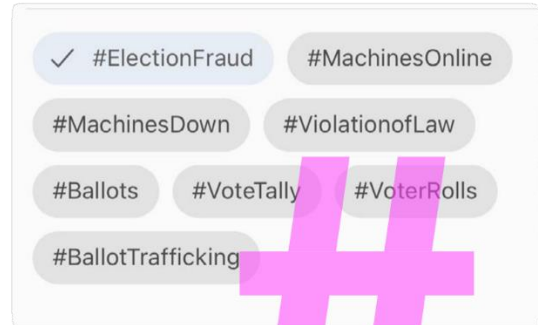 ✓ #ElectionFraud #MachinesOnline
#MachinesDown #ViolationofLaw
#Ballots #VoteTally #VoterRolls
#BallotTrafficking
#